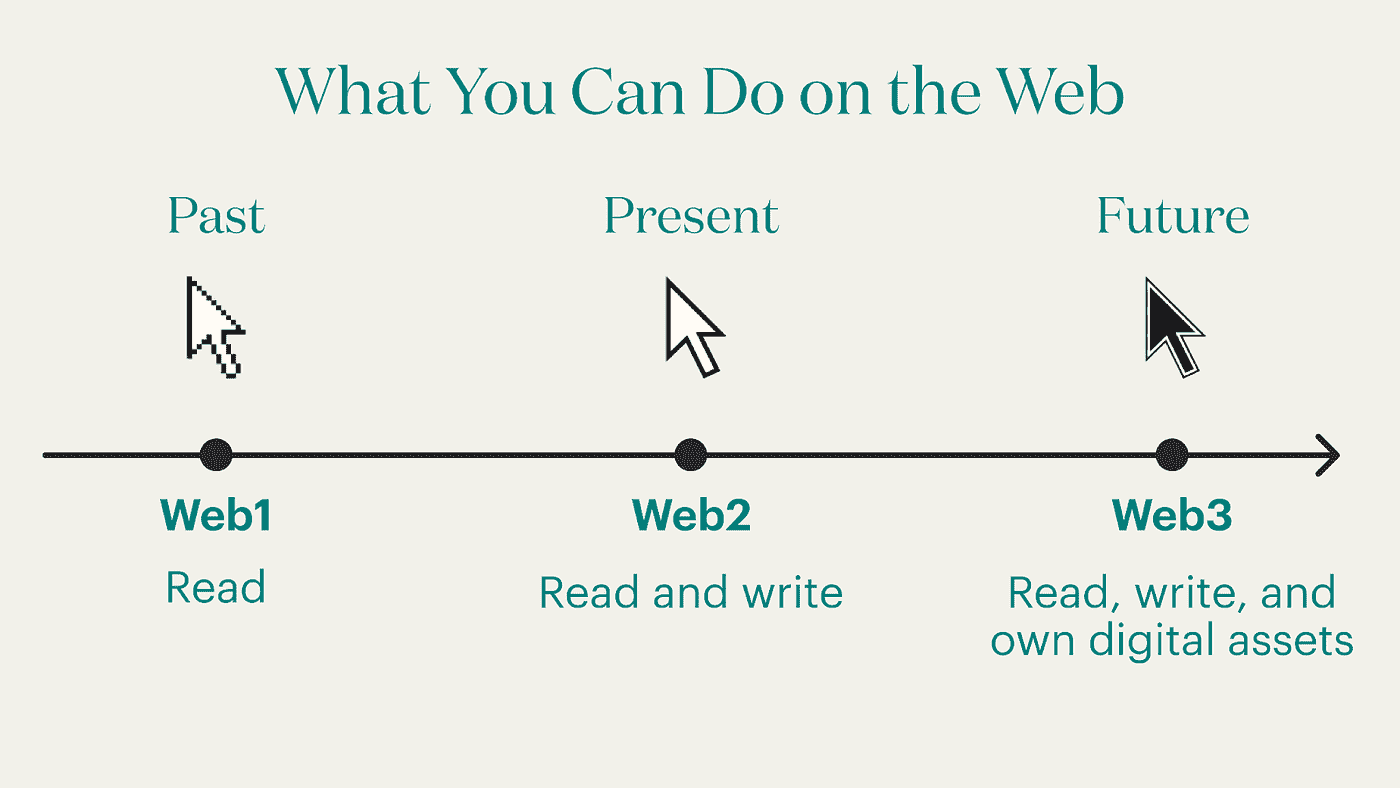 What You Can Do on the Web
Past
Present
Future
Web1
Web2
Web3
Read
Read and write
Read, write, and
own digital assets